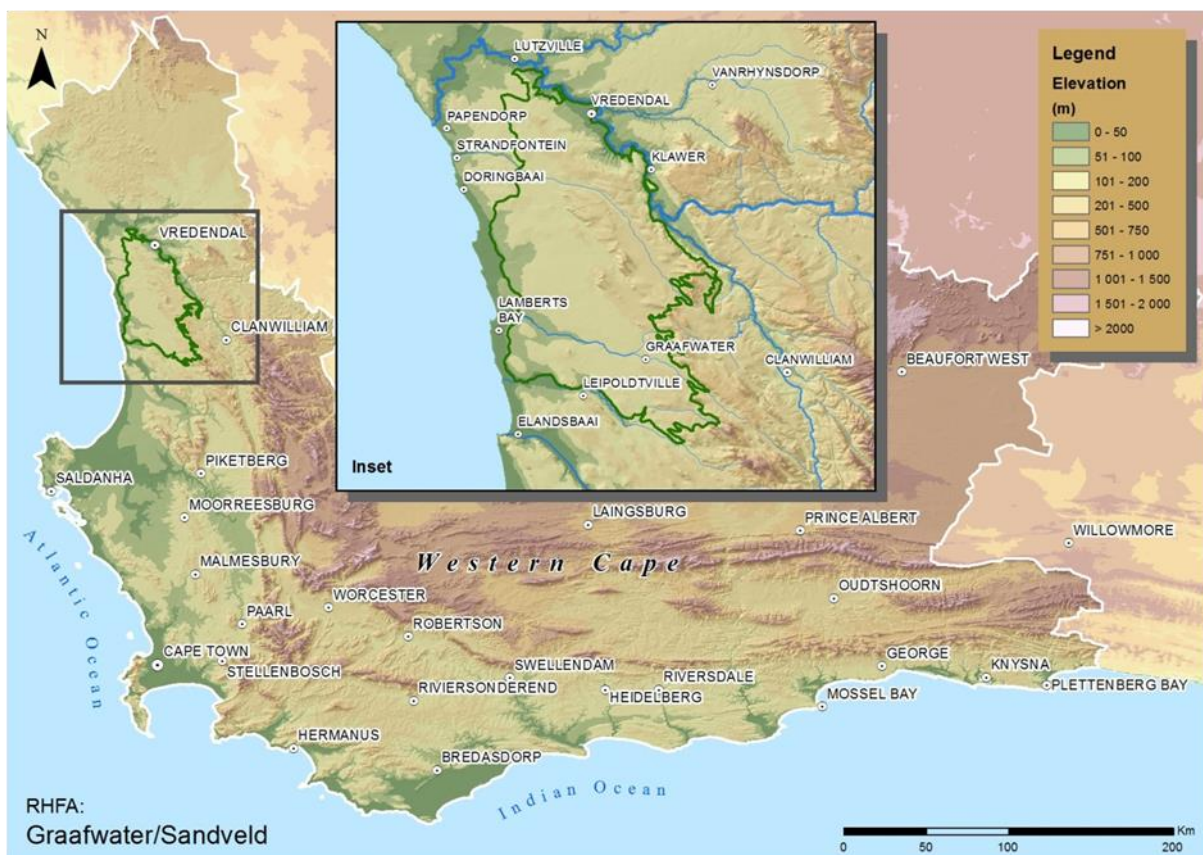 N
LUTZVILLE
VANRHYNSDORP
VREDENDAL
PAPENDORP
STRANDFONTEIN
KLAWER
DORINGBAAI
LAMBERTS
BAY
GRAAFWATER
CLANWILLIAM
LEIPOLDTVILLE
ELANDSBAAI
Inset
Legend
Elevation
(m)
0 - 50
51 - 100
101 - 200
201 - 500
501 - 750
751 - 1 000
1 001 - 1 500
1 501 - 2 000
> 2000
VREDENDAL
CLANWILLIAM
BEAUFORT WEST
PIKETBERG
SALDANHA
MOORREESBURG
LAINGSBURG
PRINCE ALBERT
WILLOWMORE
Atlantic Ocean
Western Cape
MALMESBURY
OUDTSHOORN
WORCESTER
PAARL
ROBERTSON
CAPE TOWN
STELLENBOSCH
SWELLENDAM
GEORGE
KNYSNA
RIVERSDALE
PLETTENBERG BAY
RIVIERSONDEREND
HEIDELBERG
MOSSEL BAY
HERMANUS
BREDASDORP
Indian Ocean
RHFA:
Graafwater/Sandveld
Km
0 50 100 200